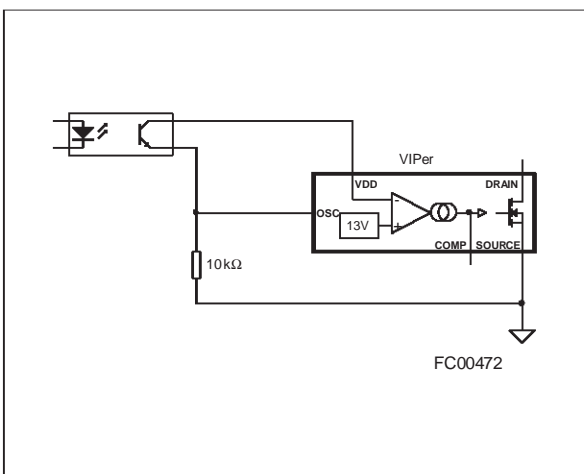 VIPer
VDD
DRAIN
OSC
-
13V
+
COMP
SOURCE
10kΩ
FC00472